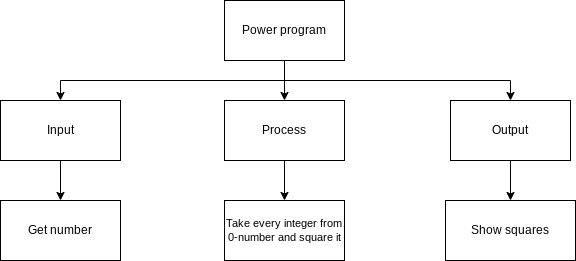 Power program
Input
Process
Output
Get number
Take every integer from
0-number and square it
Show squares